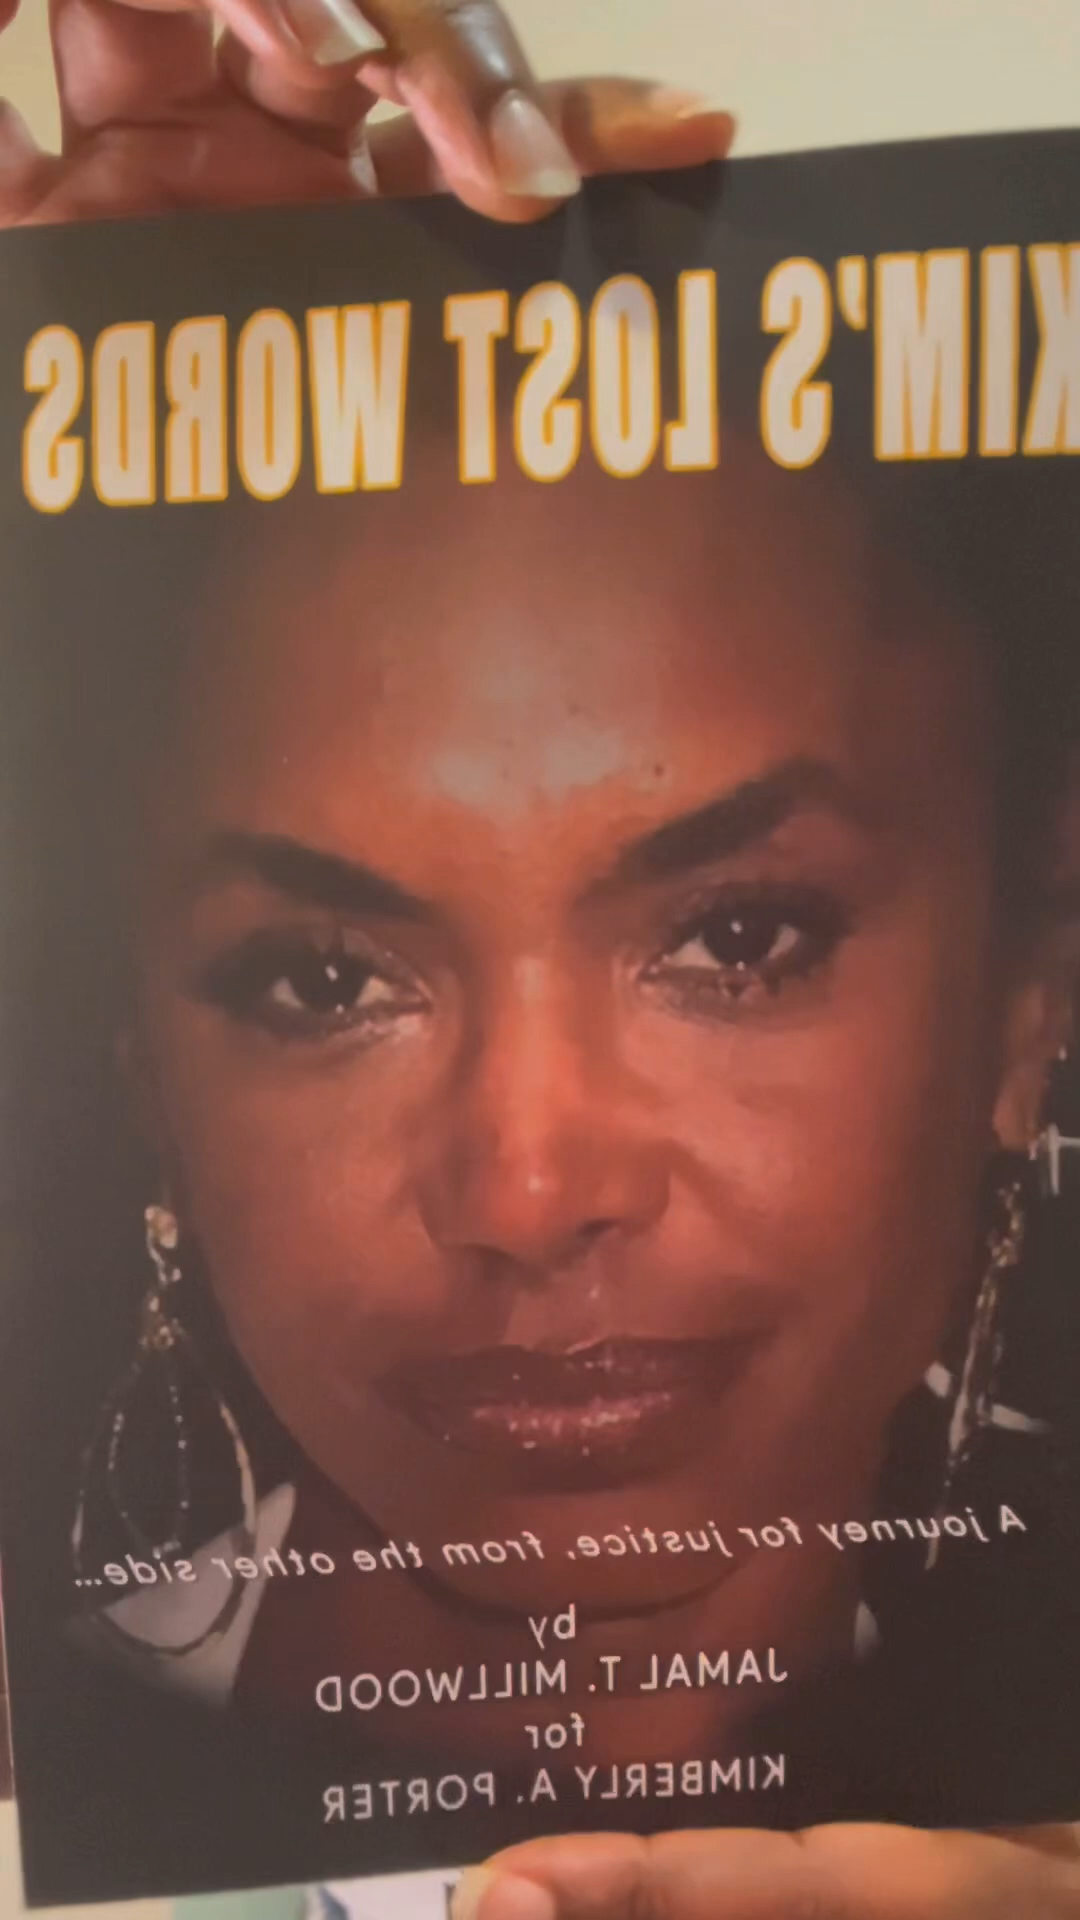 KIM'S LOST WORDS
A journey for justice, from the other side...
by
JAMAL T. MILLWOOD
for
KIMBERLY A. PORTER